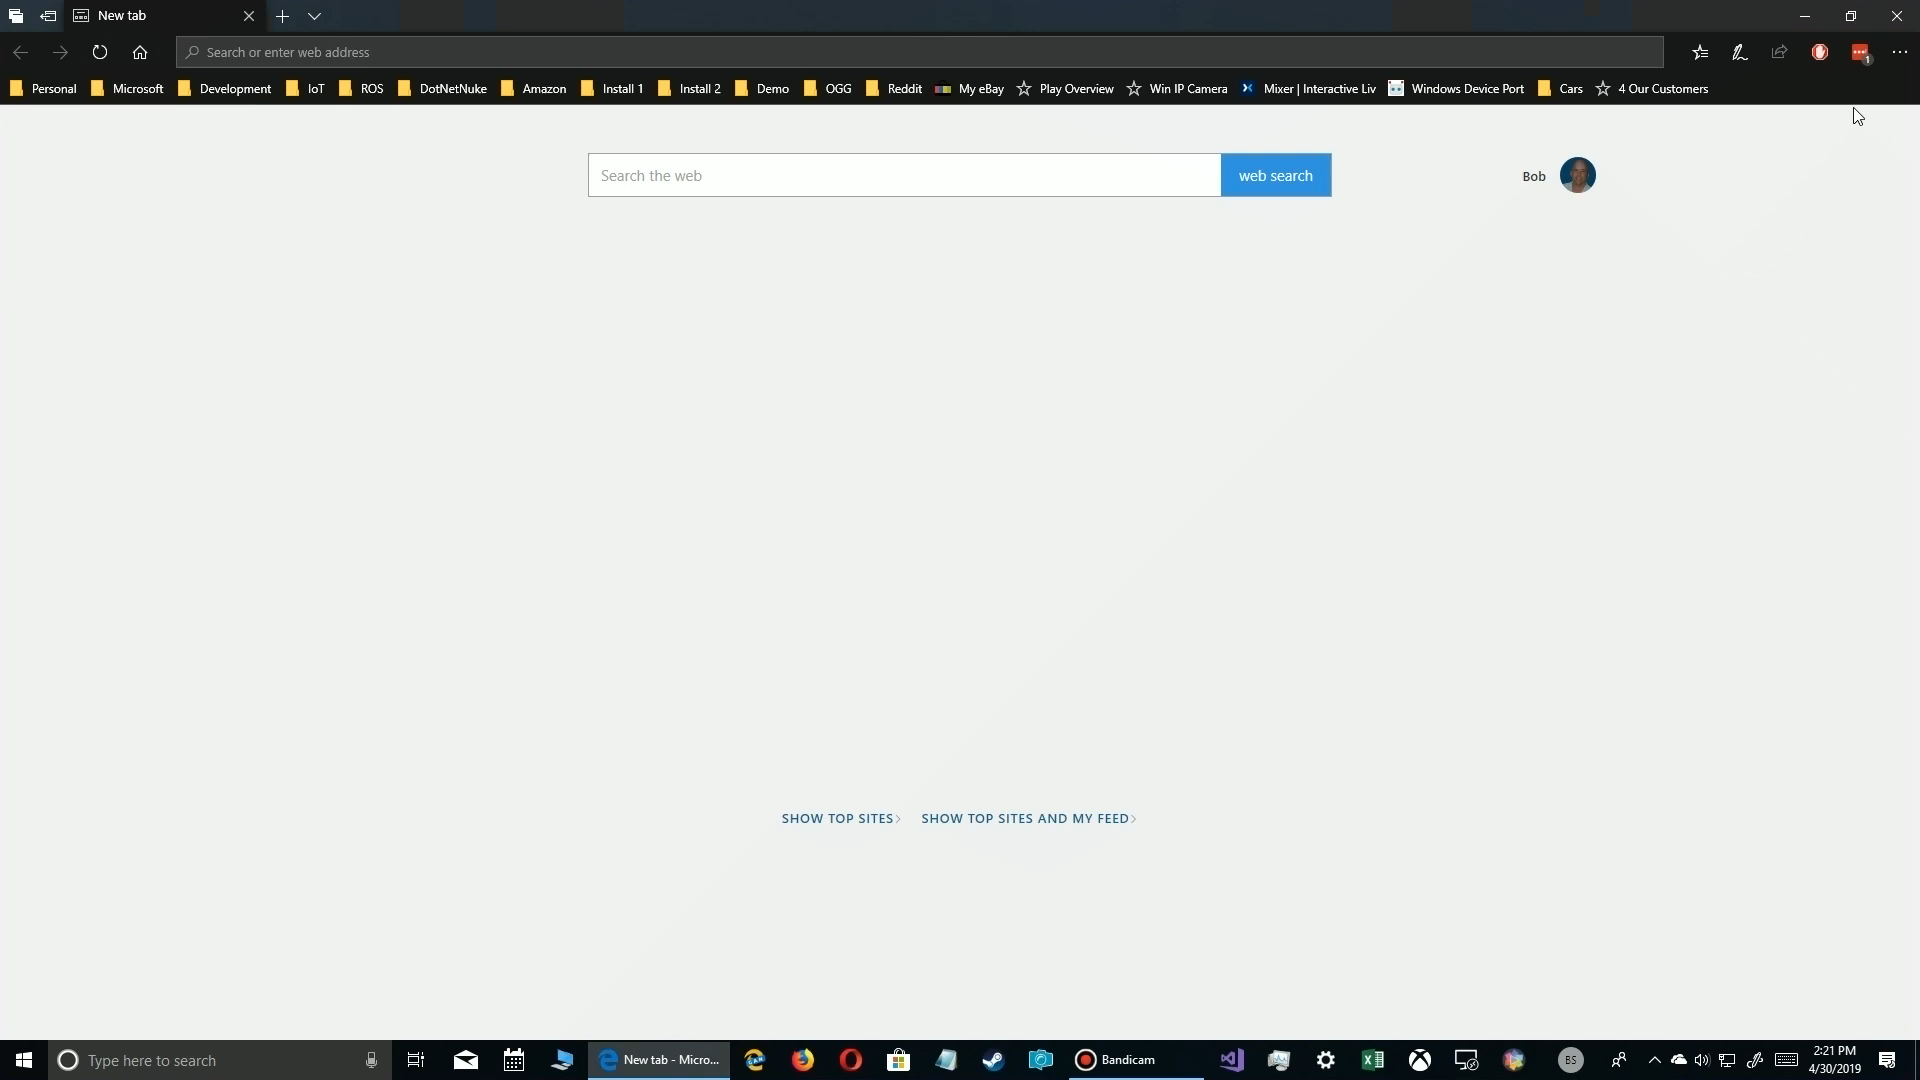 New tab
Search or enter web address
1
Personal Microsoft Development IoT ROS DotNetNuke Amazon Install 1 Install 2 Demo OGG Reddit My eBay Play Overview Win IP Camera Mixer | Interactive Liv Windows Device Port Cars 4 Our Customers
Search the web web search Bob
SHOW TOP SITES SHOW TOP SITES AND MY FEED
Type here to search New tab - Micro... Bandicam BS 2:21 PM
4/30/2019